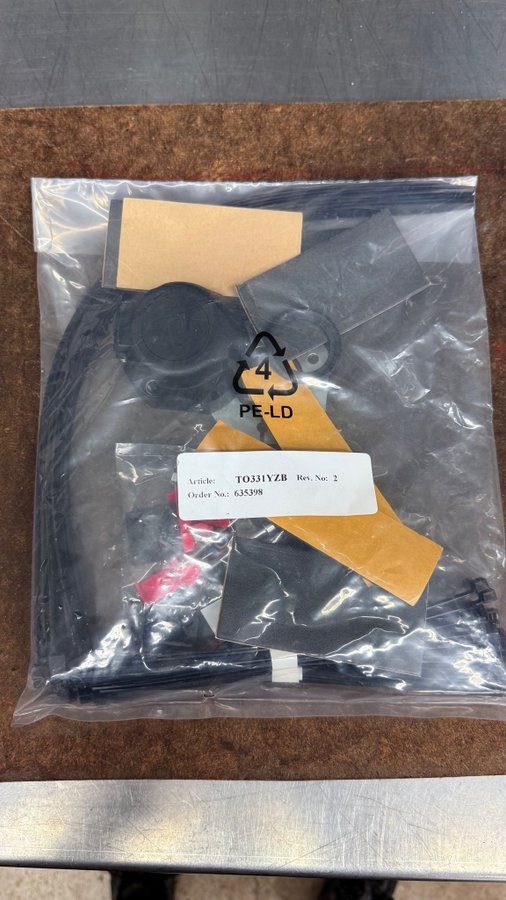 4
PE-LD
Article: TO331YZB Rev. No: 2
Order No.: 635398